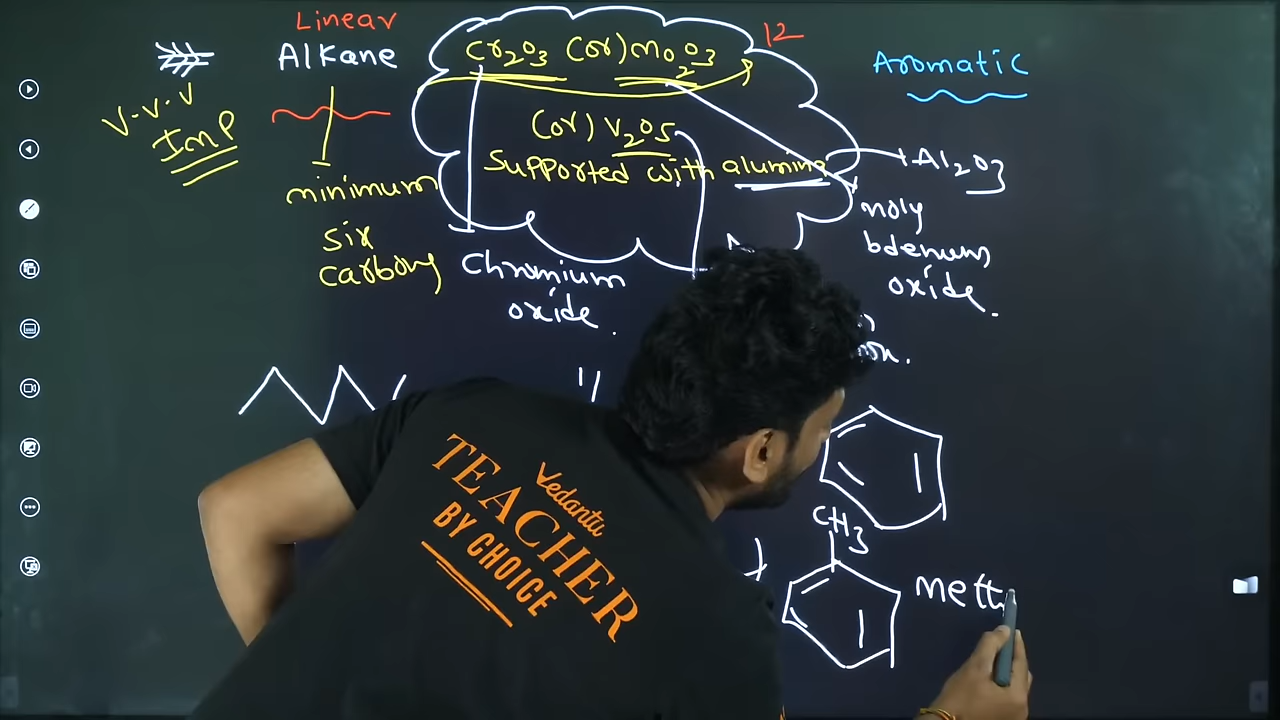 Linear
Alkane
V.V.V
IMP
minimum
six
carbons
Cr2O3 (or) Mo2O3
12
(or) V2O5
Supported with alumina
Al2O3
Aromatic
Chromium
oxide.
moly
bdenum
oxide.
CH3
Meth
Vedantu
TEACHER
BY CHOICE